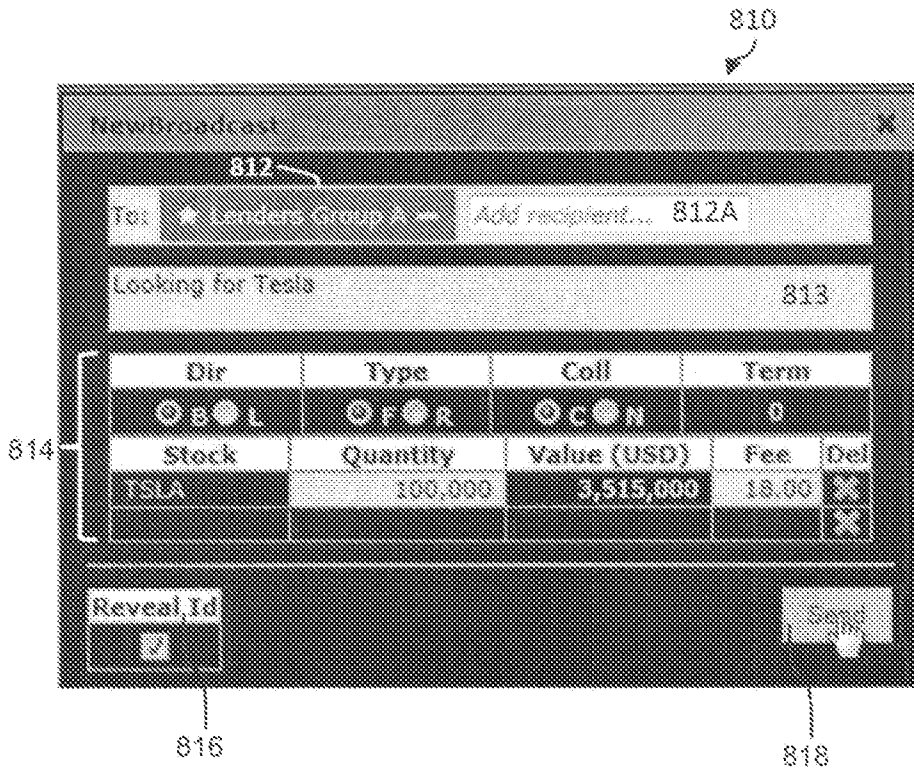 810
NewBroadcast
812
To: Lenders Group A Add recipient... 812A
Looking for Tesla 813
814
Dir Type Coll Term
B L F R C N 0
Stock Quantity Value (USD) Fee Del
TSLA 100,000 3,515,000 18.00
Reveal Id
Send
816
818